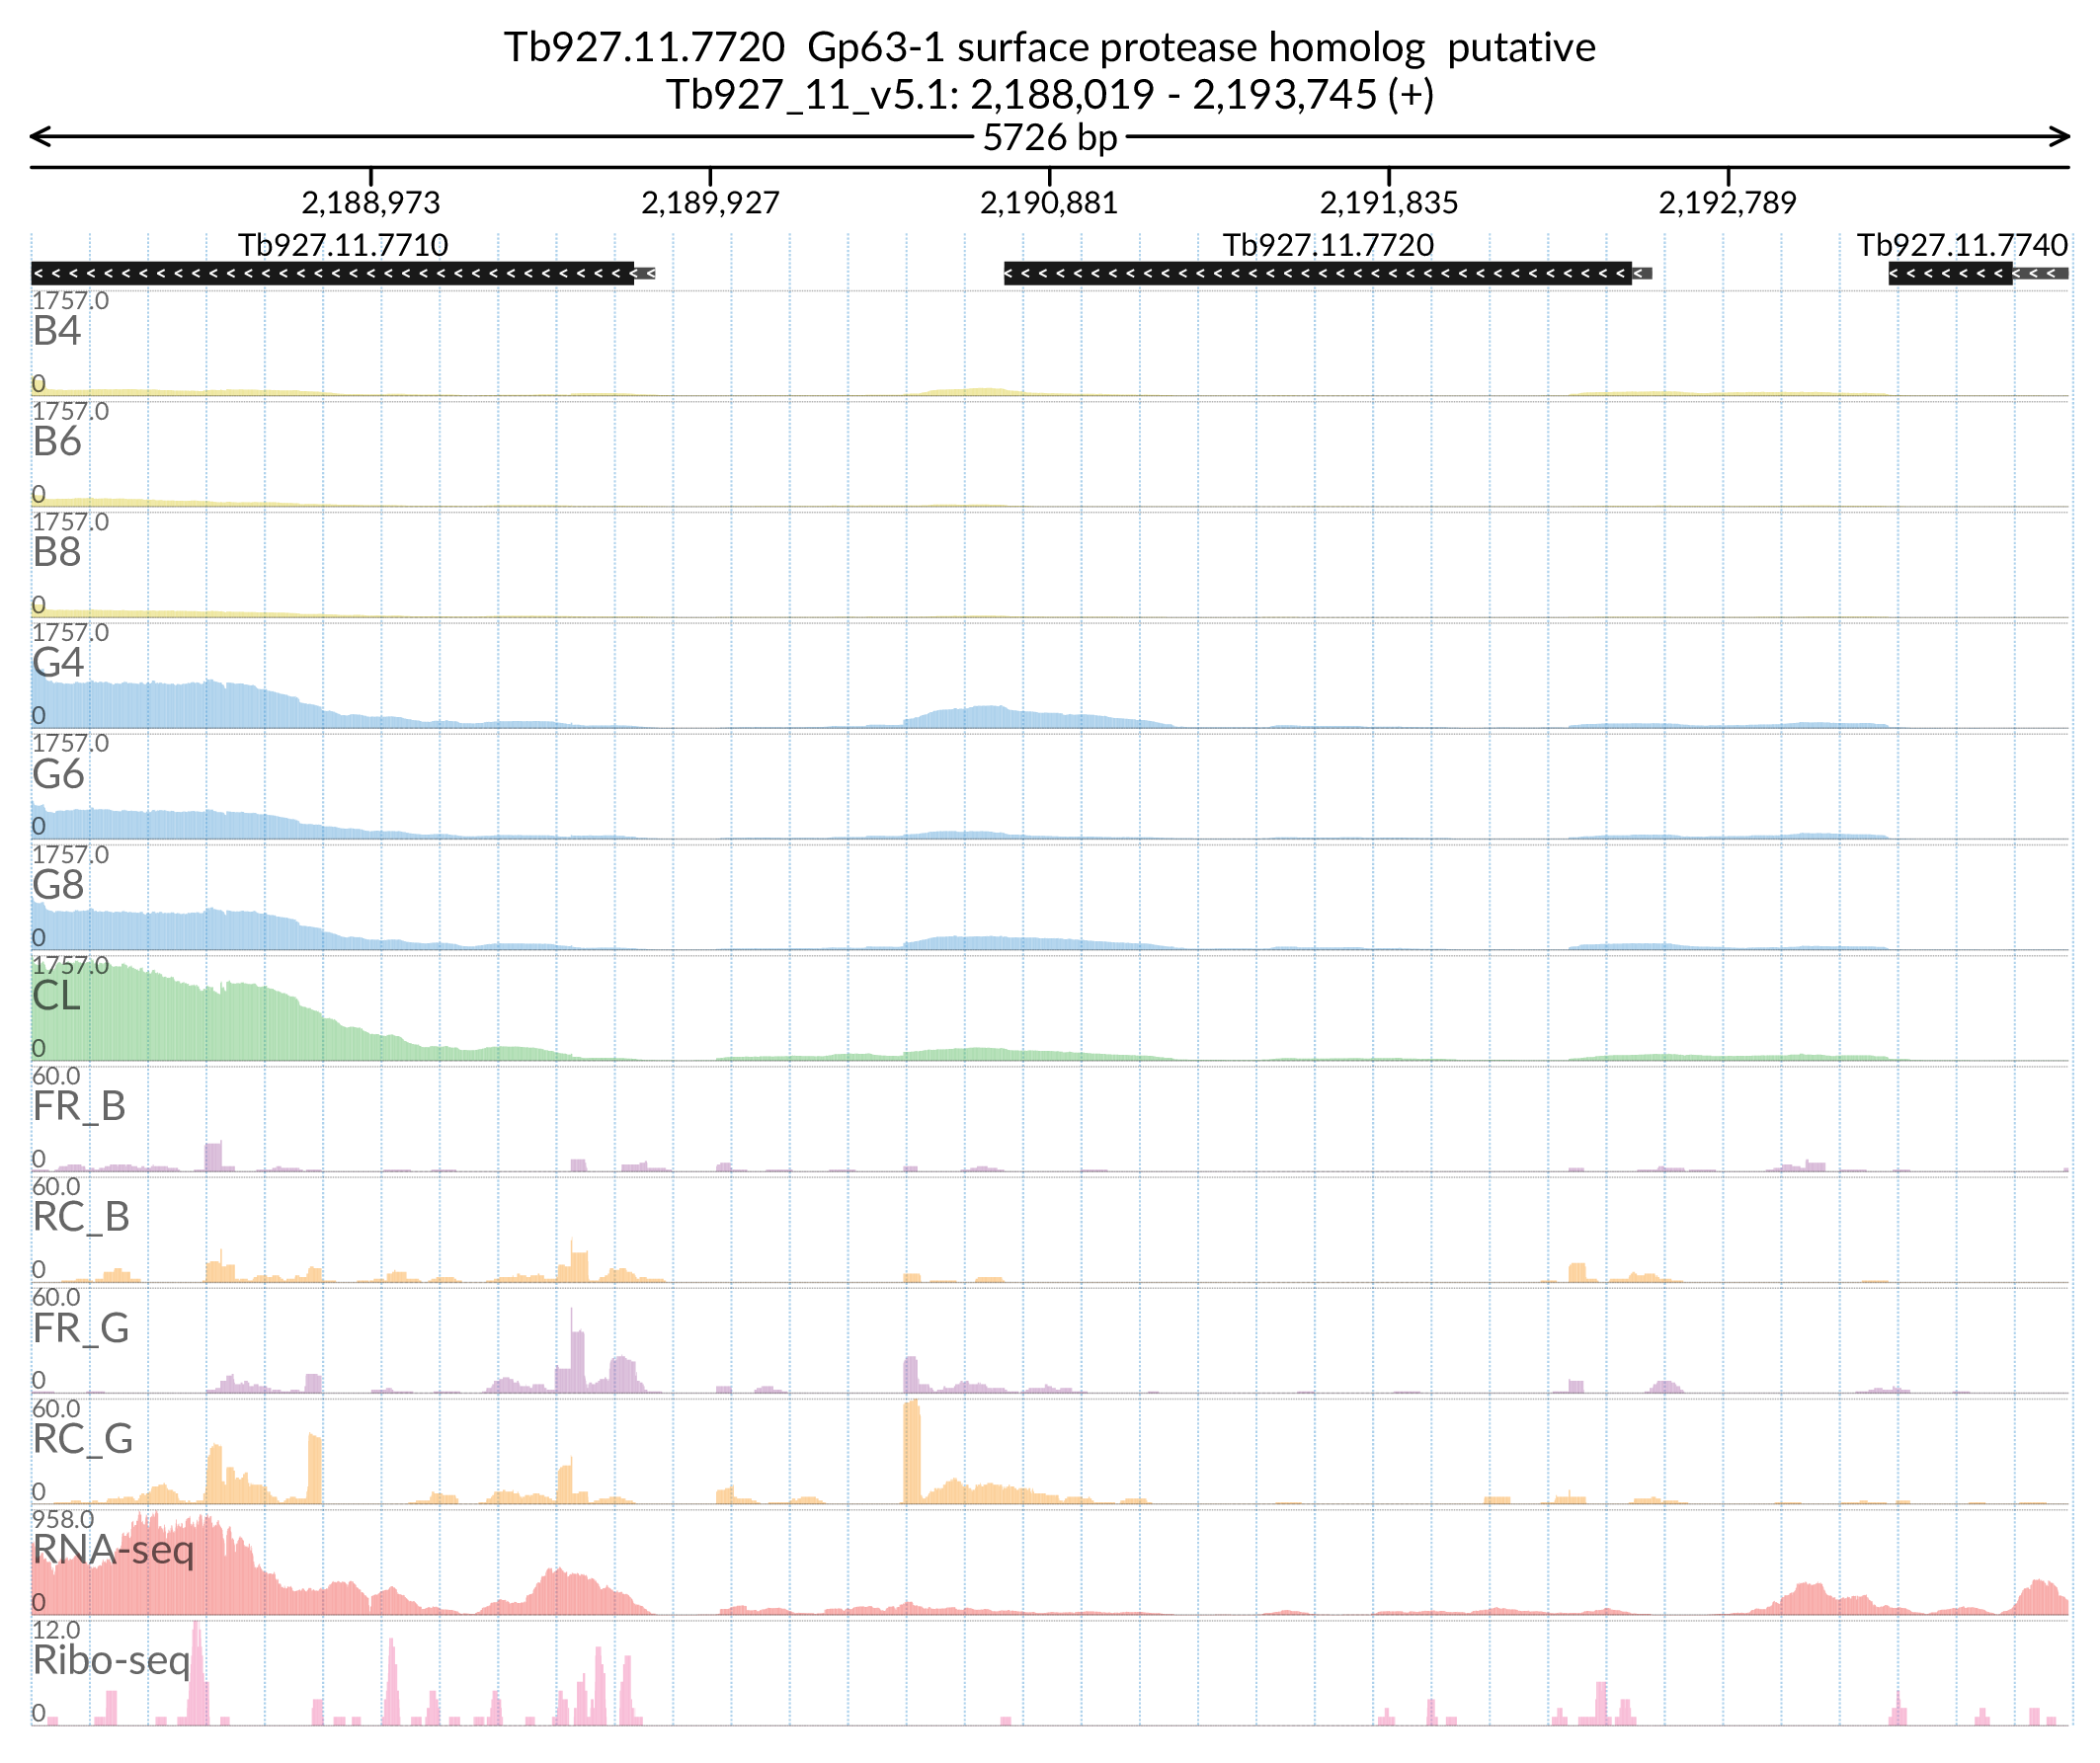 Tb927.11.7720  Gp63-1 surface protease homolog  putative
Tb927_11_v5.1: 2,188,019 - 2,193,745 (+)
5726 bp
2,188,973 2,189,927 2,190,881 2,191,835 2,192,789
Tb927.11.7710 Tb927.11.7720 Tb927.11.7740
1757.0
B4
0
1757.0
B6
0
1757.0
B8
0
1757.0
G4
0
1757.0
G6
0
1757.0
G8
0
1757.0
CL
0
60.0
FR_B
0
60.0
RC_B
0
60.0
FR_G
0
60.0
RC_G
0
958.0
RNA-seq
0
12.0
Ribo-seq
0